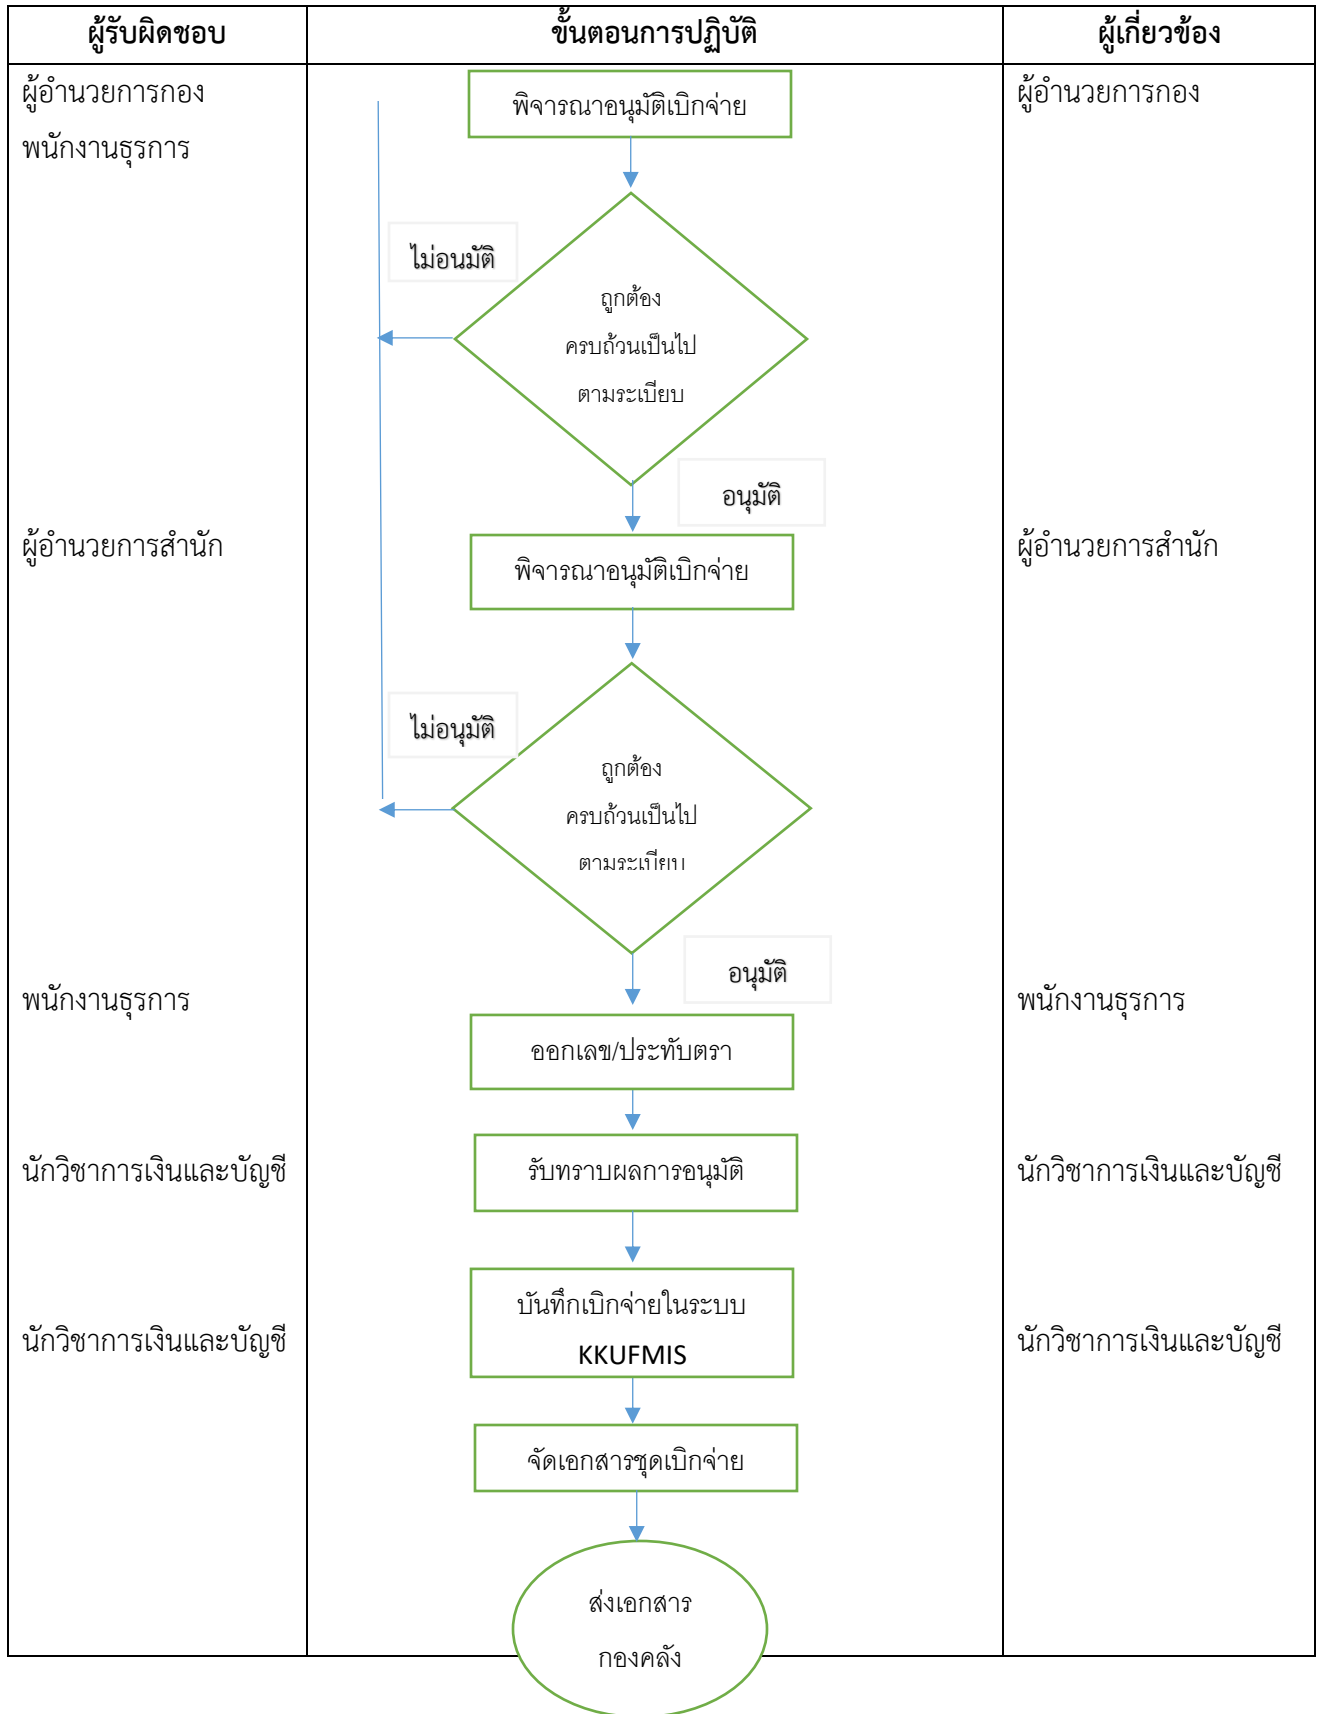 ผู้รับผิดชอบ
ขั้นตอนการปฏิบัติ
ผู้เกี่ยวข้อง
ผู้อำนวยการกอง
พิจารณาอนุมัติเบิกจ่าย
ผู้อำนวยการกอง
พนักงานธุรการ
ไม่อนมัติ
ถูกต้อง
ครบถ้วนเป็นไป
ตามระเบียบ
อนุมัติ
ผู้อำนวยการสำนัก
พิจารณาอนุมัติเบิกจ่าย
ผู้อำนวยการสำนัก
ไม่อนุมัติ
ถูกต้อง
ครบถ้วนเป็นไป
ตามระเบียบ
อนุมัติ
พนักงานธุรการ
พนักงานธุรการ
ออกเลข/ประทับตรา
นักวิชาการเงินและบัญชี
รับทราบผลการอนุมัติ
นักวิชาการเงินและบัญชี
บันทึกเบิกจ่ายในระบบ
KKUFMIS
นักวิชาการเงินและบัญชี
นักวิชาการเงินและบัญชี
จัดเอกสารชุดเบิกจ่าย
ส่งเอกสาร
กองคลัง